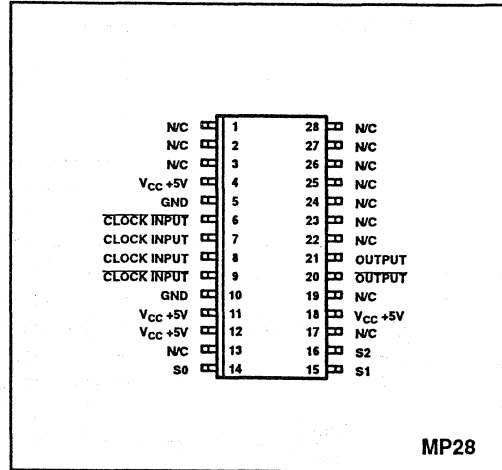 N/C 1 28 N/C
N/C 2 27 N/C
N/C 3 26 N/C
VCC +5V 4 25 N/C
GND 5 24 N/C
CLOCK INPUT 6 23 N/C
CLOCK INPUT 7 22 N/C
CLOCK INPUT 8 21 OUTPUT
CLOCK INPUT 9 20 OUTPUT
GND 10 19 N/C
VCC +5V 11 18 VCC +5V
VCC +5V 12 17 N/C
N/C 13 16 S2
S0 14 15 S1
MP28